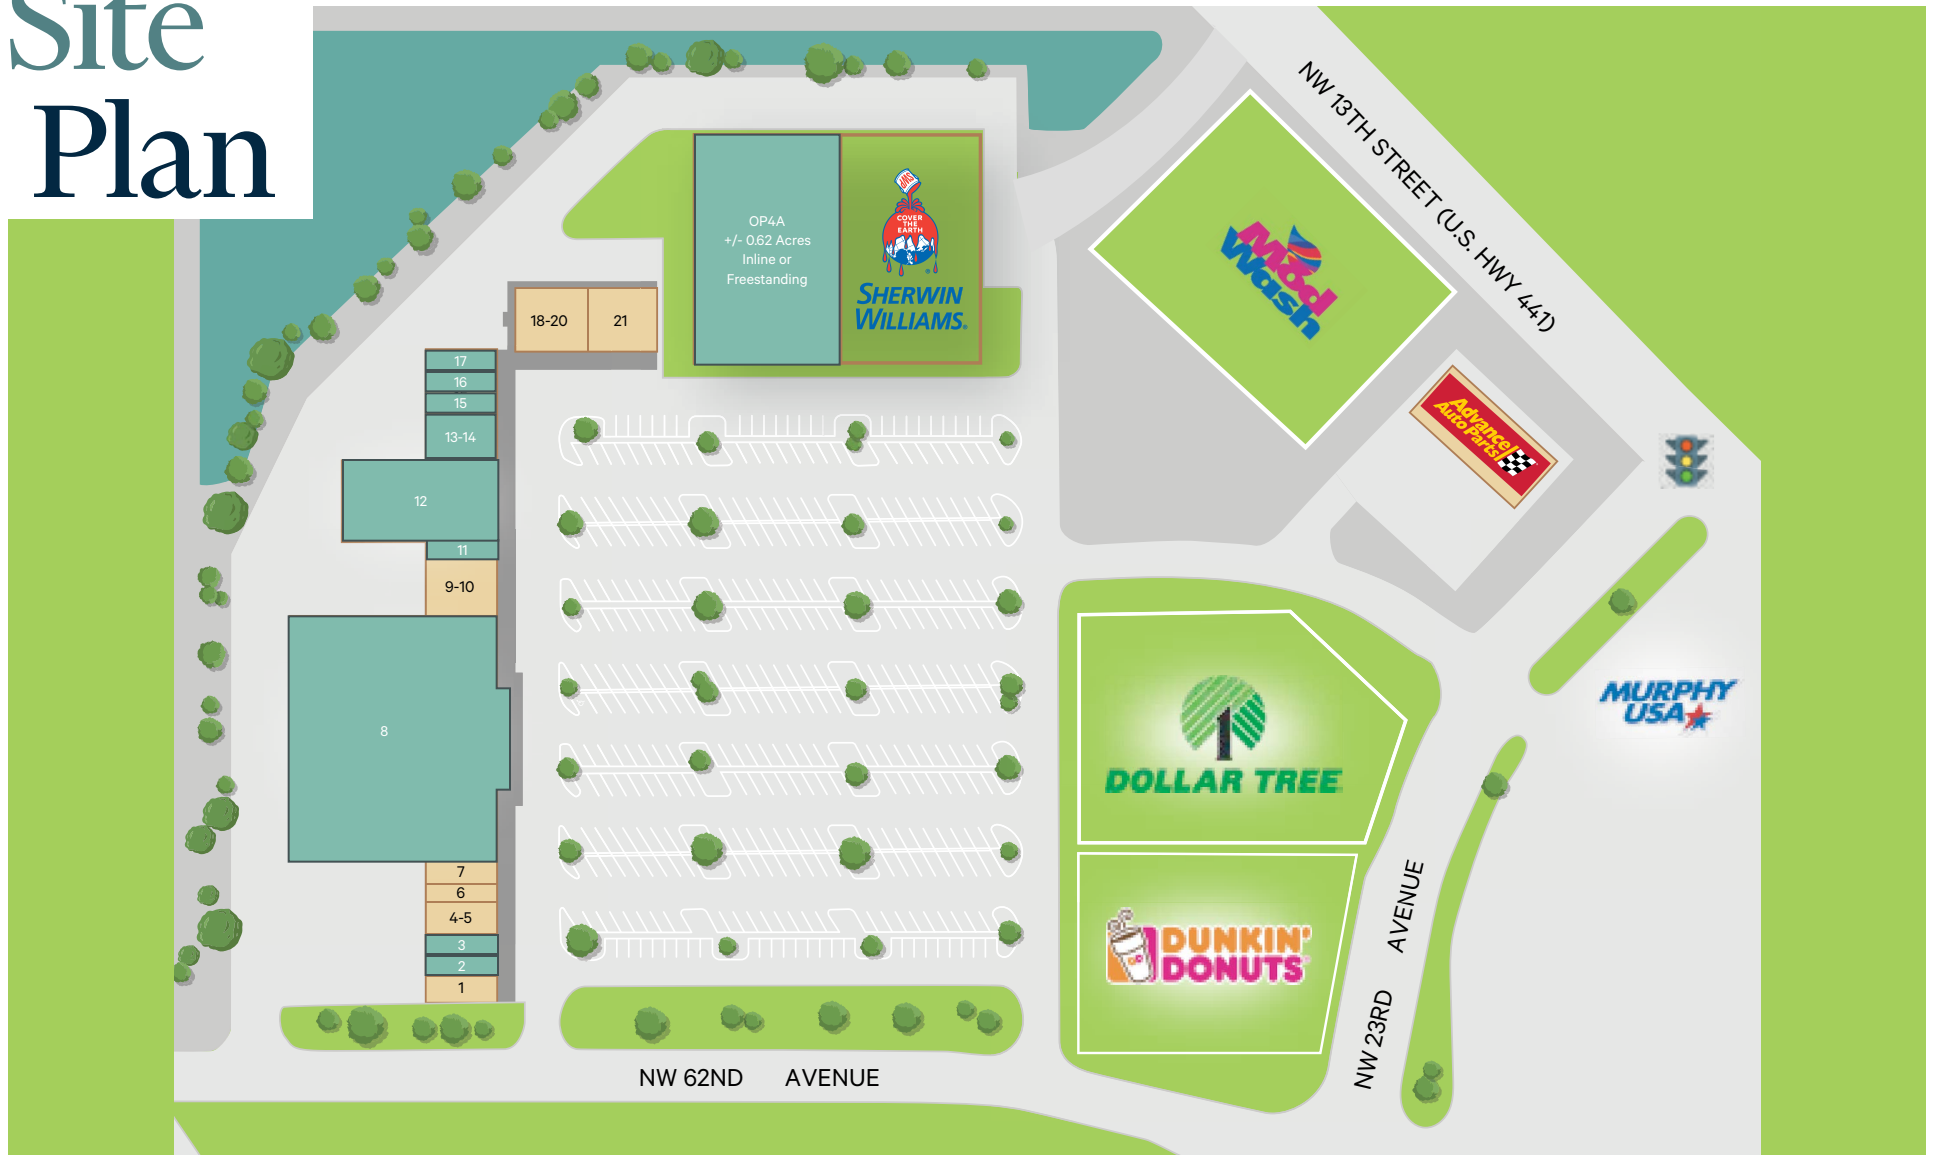 Site
Plan
NW 13TH STREET (U.S. HWY 441)
OP4A
+/- 0.62 Acres
Inline or
Freestanding
SWP
COVER
THE
EARTH
SHERWIN
WILLIAMS®
Mod
Wash
18-20
21
17
16
15
13-14
12
11
9-10
8
7
6
4-5
3
2
1
Advance
Auto Parts
MURPHY
USA
1
DOLLAR TREE
DUNKIN'
DONUTS
NW 23RD AVENUE
NW 62ND AVENUE